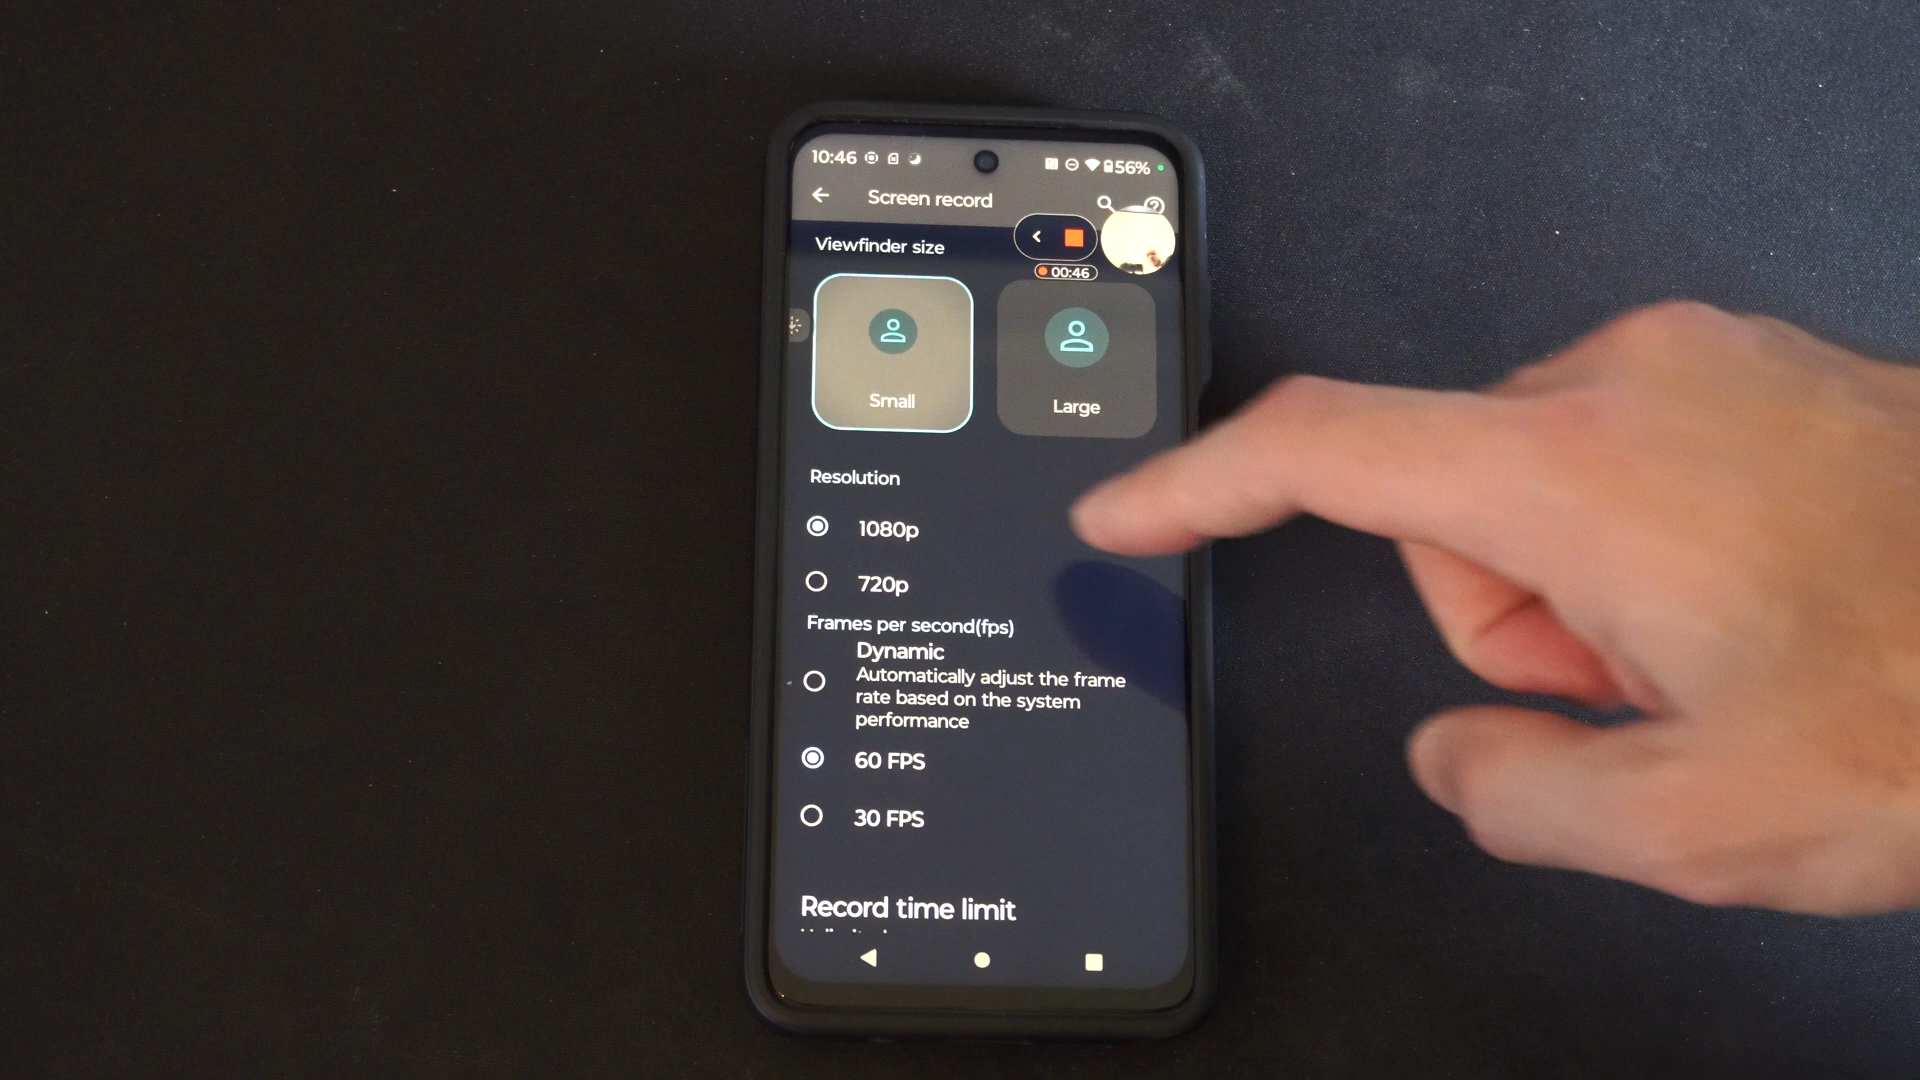 10:46
56%
Screen record
Viewfinder size
00:46
Small
Large
Resolution
1080p
720p
Frames per second(fps)
Dynamic
Automatically adjust the frame
rate based on the system
performance
60 FPS
30 FPS
Record time limit